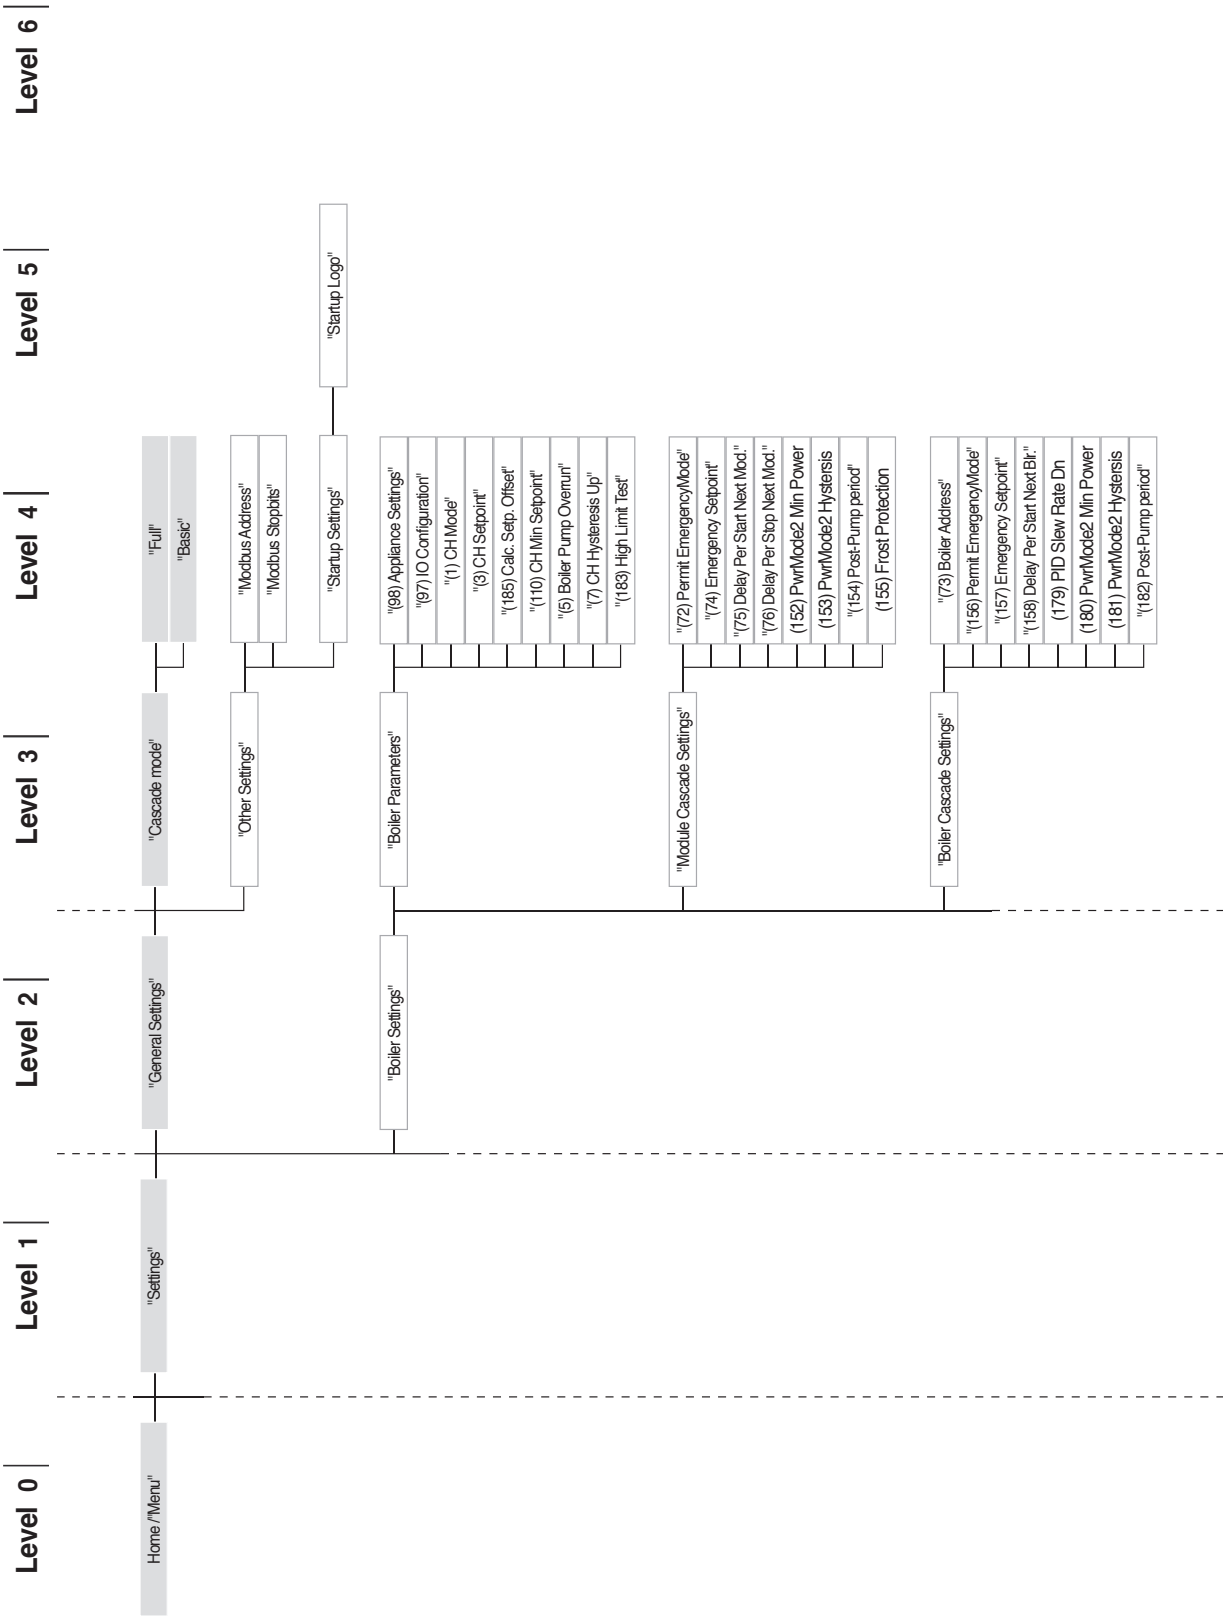 Level 0
Level 1
Level 2
Level 3
Level 4
Level 5
Level 6
Home /"Menu"
"Settings"
"General Settings"
"Cascade mode"
"Full"
"Basic"
"Other Settings"
"Modbus Address"
"Modbus Stopbits"
"Startup Settings"
"Startup Logo"
"Boiler Settings"
"Boiler Parameters"
"(98) Appliance Settings"
"(97) IO Configuration"
"(1) CH Mode"
"(3) CH Setpoint"
"(185) Calc. Setp. Offset"
"(110) CH Min Setpoint"
"(5) Boiler Pump Overrun"
"(7) CH Hysteresis Up"
"(183) High Limit Test"
"Module Cascade Settings"
"(72) Permit EmergencyMode"
"(74) Emergency Setpoint"
"(75) Delay Per Start Next Mod."
"(76) Delay Per Stop Next Mod."
(152) PwrMode2 Min Power
(153) PwrMode2 Hystersis
"(154) Post-Pump period"
(155) Frost Protection
"Boiler Cascade Settings"
"(73) Boiler Address"
"(156) Permit EmergencyMode"
"(157) Emergency Setpoint"
"(158) Delay Per Start Next Blr."
(179) PID Slew Rate Dn
(180) PwrMode2 Min Power
(181) PwrMode2 Hystersis
"(182) Post-Pump period"